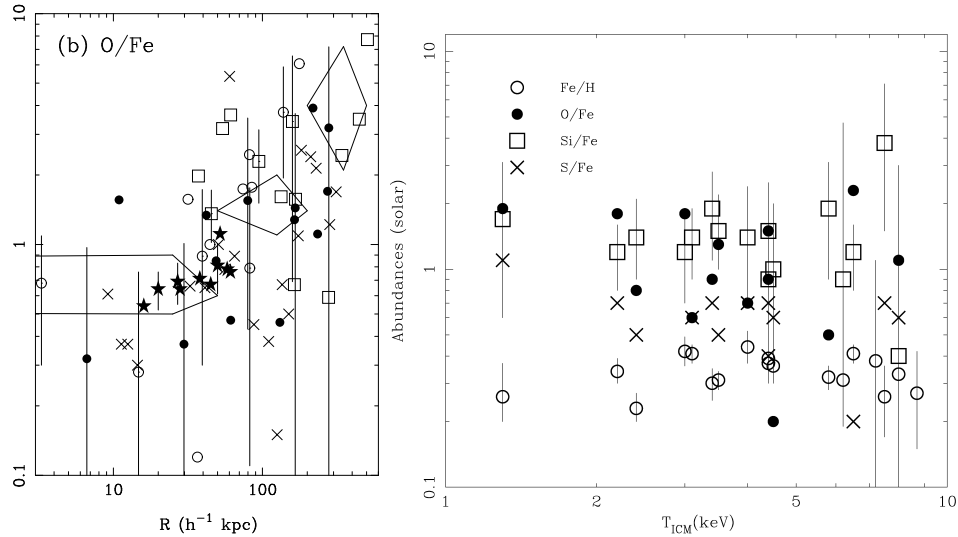 (b) O/Fe
10
1
0.1
10
100
R (h⁻¹ kpc)
Abundances (solar)
10
1
0.1
Fe/H
O/Fe
Si/Fe
S/Fe
1
2
5
10
T_ICM(keV)